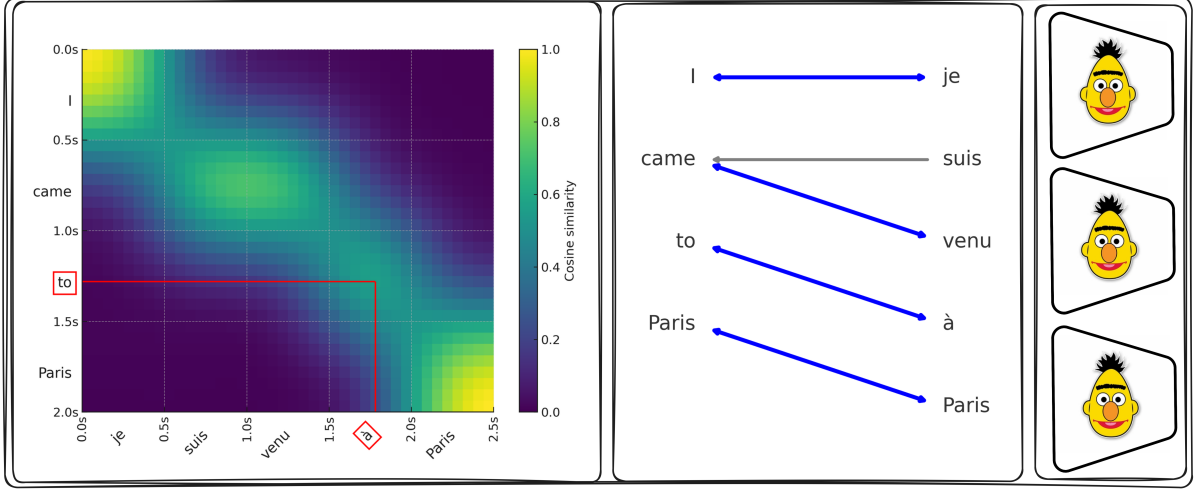 0.0s
I
0.5s
came
1.0s
to
1.5s
Paris
2.0s
0.0s
je
0.5s
suis
1.0s
venu
1.5s
à
2.0s
Paris
2.5s
1.0
0.8
0.6
0.4
0.2
0.0
Cosine similarity
I je
came suis
to venu
Paris à
Paris